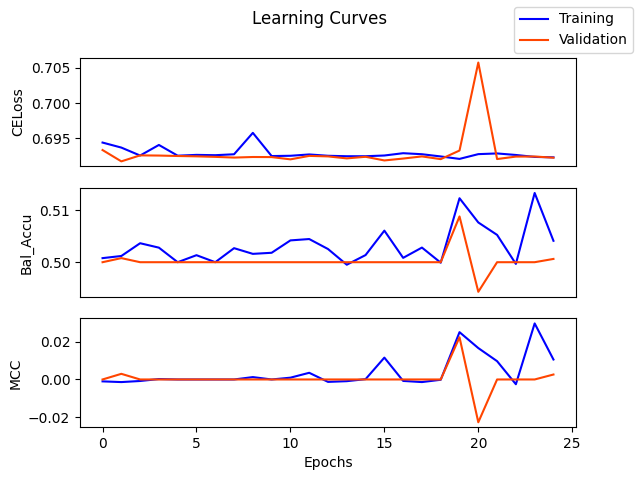 Learning Curves
Training
Validation
CELoss
0.705
0.700
0.695
Bal_Accu
0.51
0.50
MCC
0.02
0.00
−0.02
0 5 10 15 20 25
Epochs